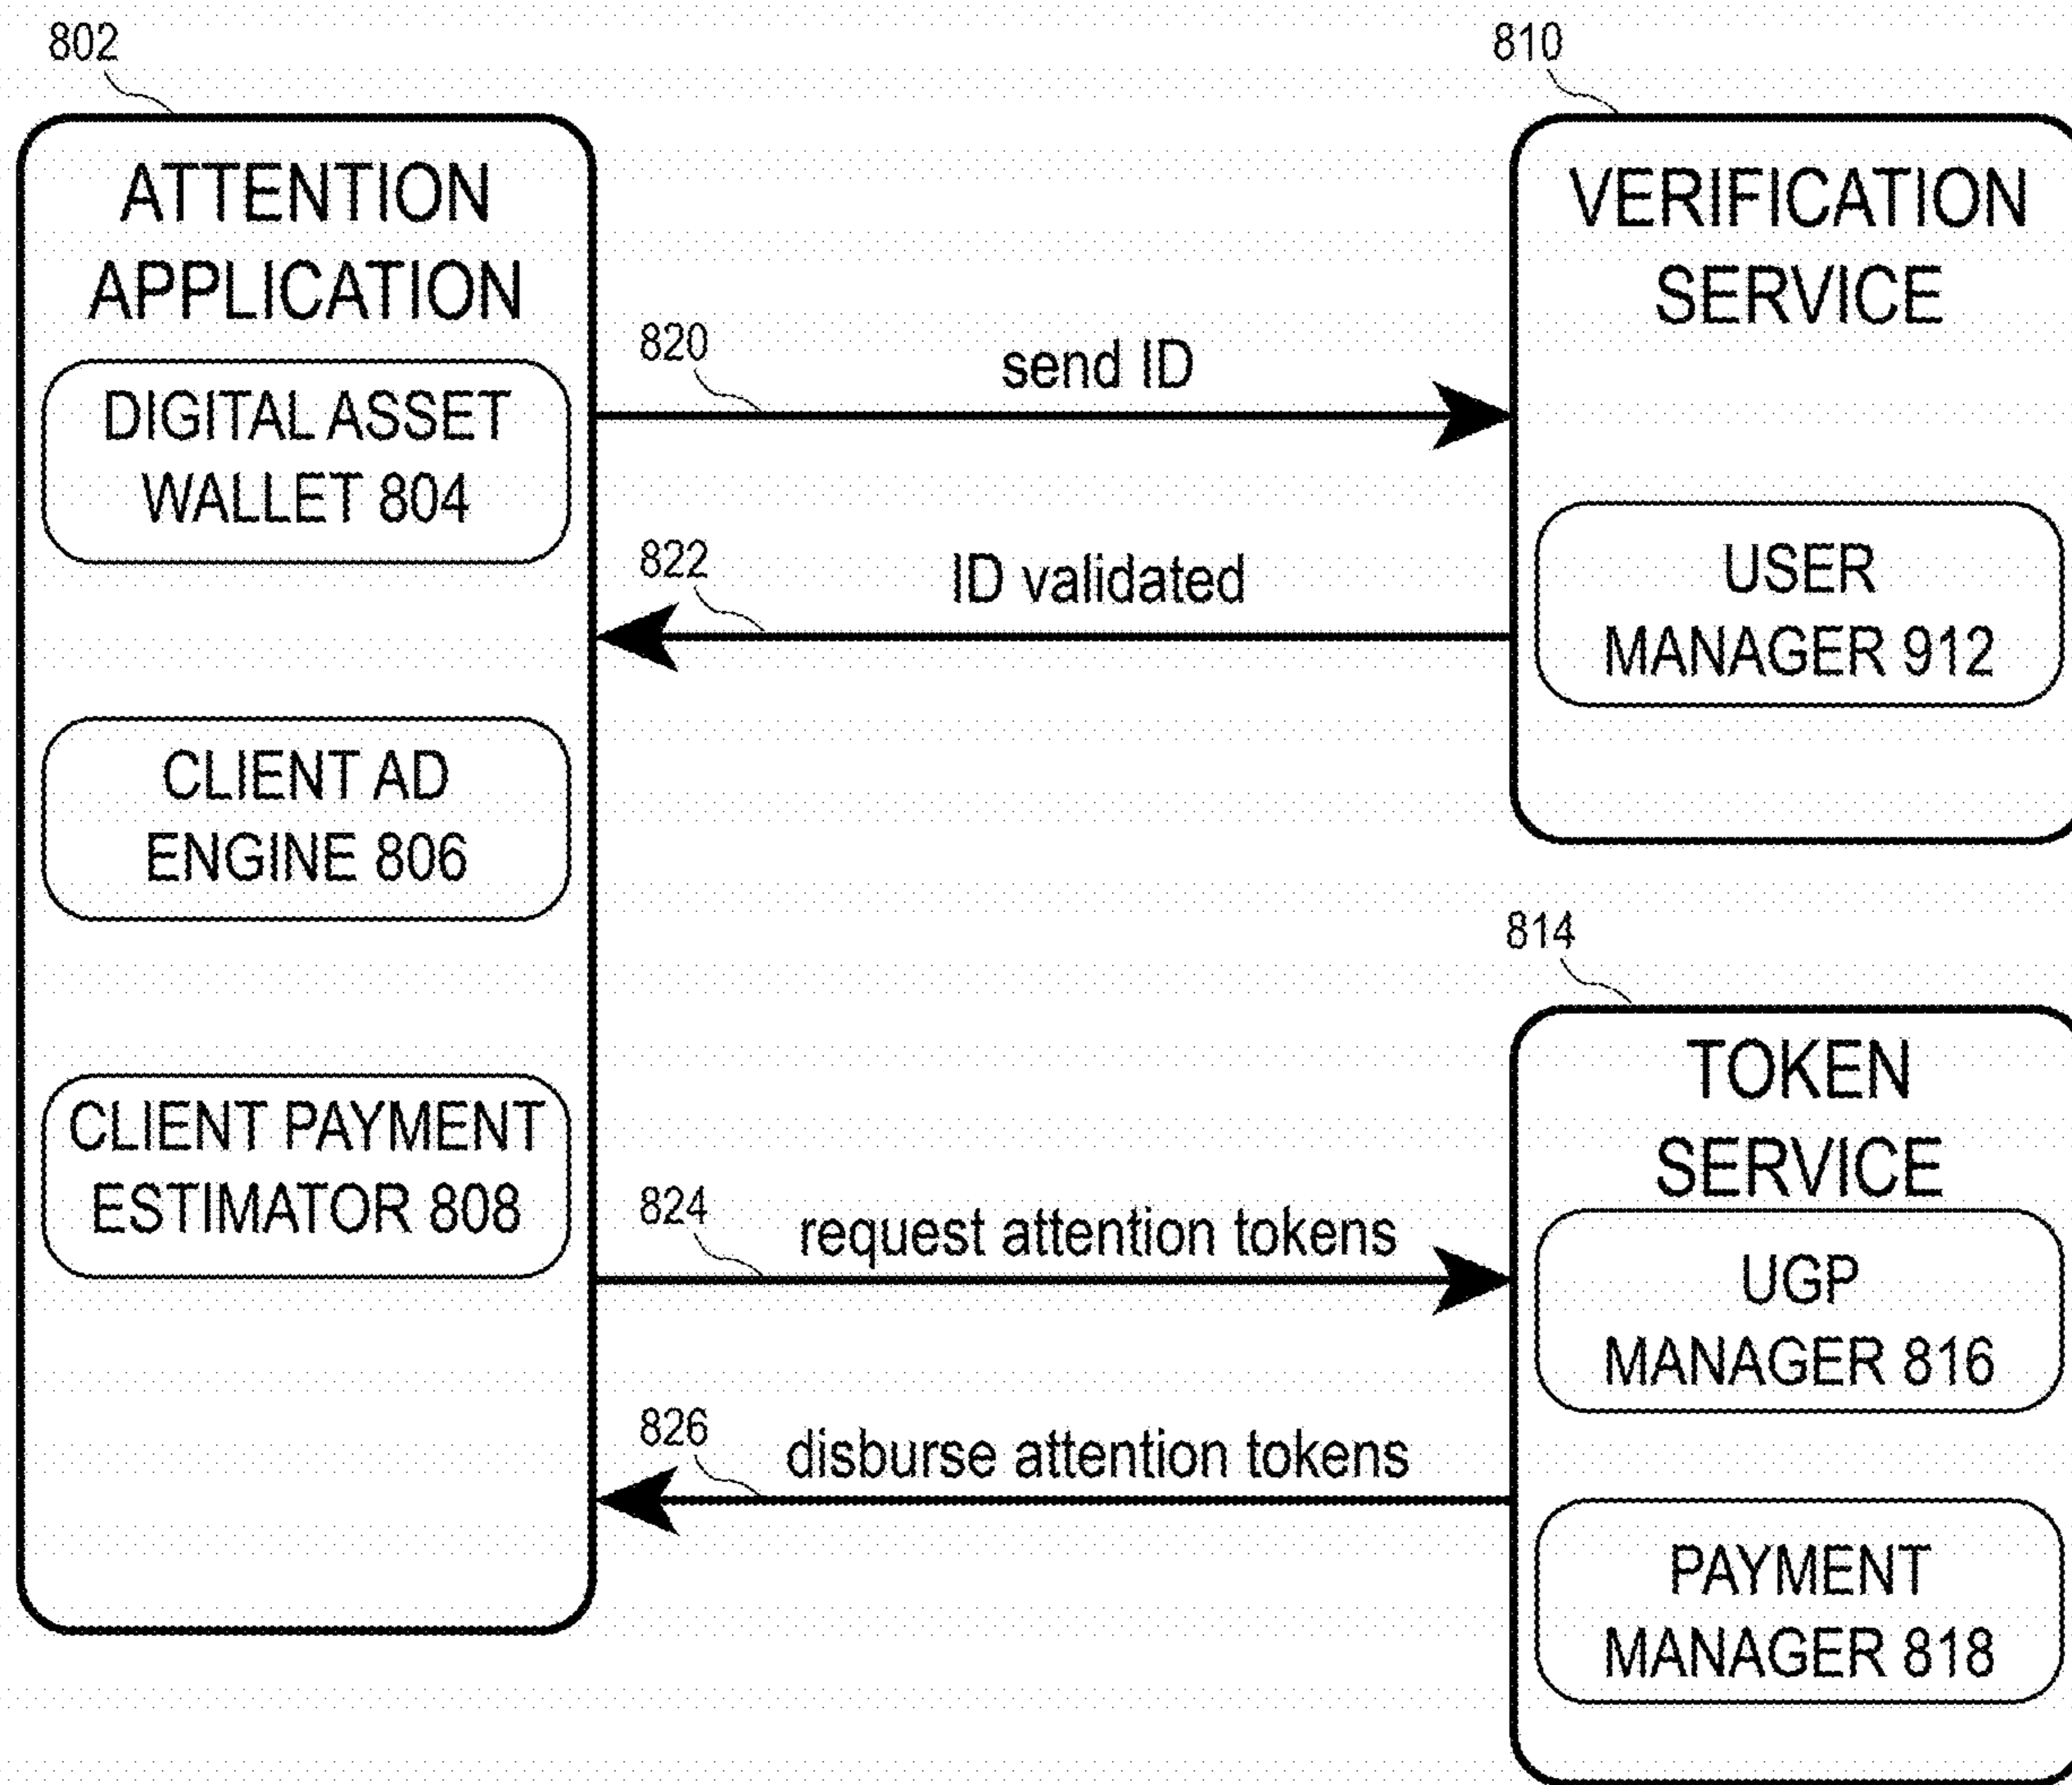 802
ATTENTION
APPLICATION
DIGITAL ASSET
WALLET 804
CLIENT AD
ENGINE 806
CLIENT PAYMENT
ESTIMATOR 808
820
send ID
822
ID validated
824
request attention tokens
826
disburse attention tokens
810
VERIFICATION
SERVICE
USER
MANAGER 912
814
TOKEN
SERVICE
UGP
MANAGER 816
PAYMENT
MANAGER 818